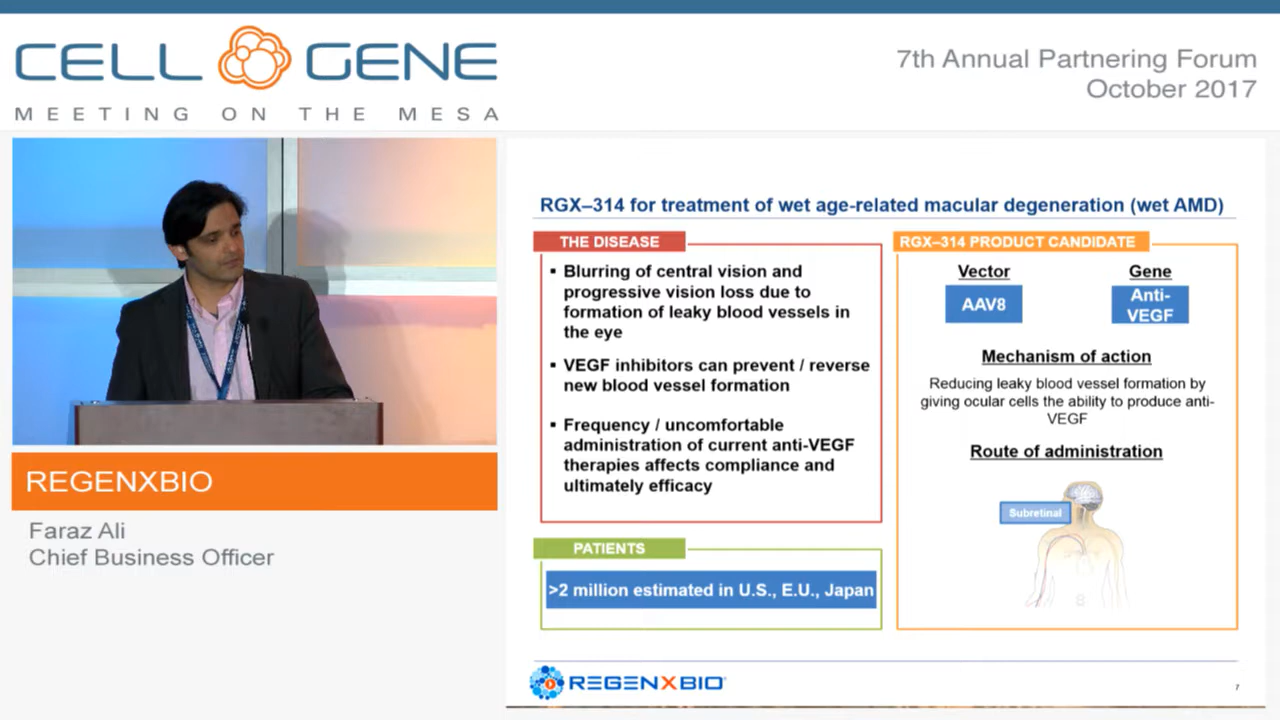 CELL GENE
MEETING ON THE MESA
7th Annual Partnering Forum
October 2017
REGENXBIO
Faraz Ali
Chief Business Officer
RGX–314 for treatment of wet age-related macular degeneration (wet AMD)
THE DISEASE
▪ Blurring of central vision and
progressive vision loss due to
formation of leaky blood vessels in
the eye
▪ VEGF inhibitors can prevent / reverse
new blood vessel formation
▪ Frequency / uncomfortable
administration of current anti-VEGF
therapies affects compliance and
ultimately efficacy
PATIENTS
>2 million estimated in U.S., E.U., Japan
RGX–314 PRODUCT CANDIDATE
Vector Gene
AAV8 Anti-
VEGF
Mechanism of action
Reducing leaky blood vessel formation by
giving ocular cells the ability to produce anti-
VEGF
Route of administration
Subretinal
REGENXBIO
7